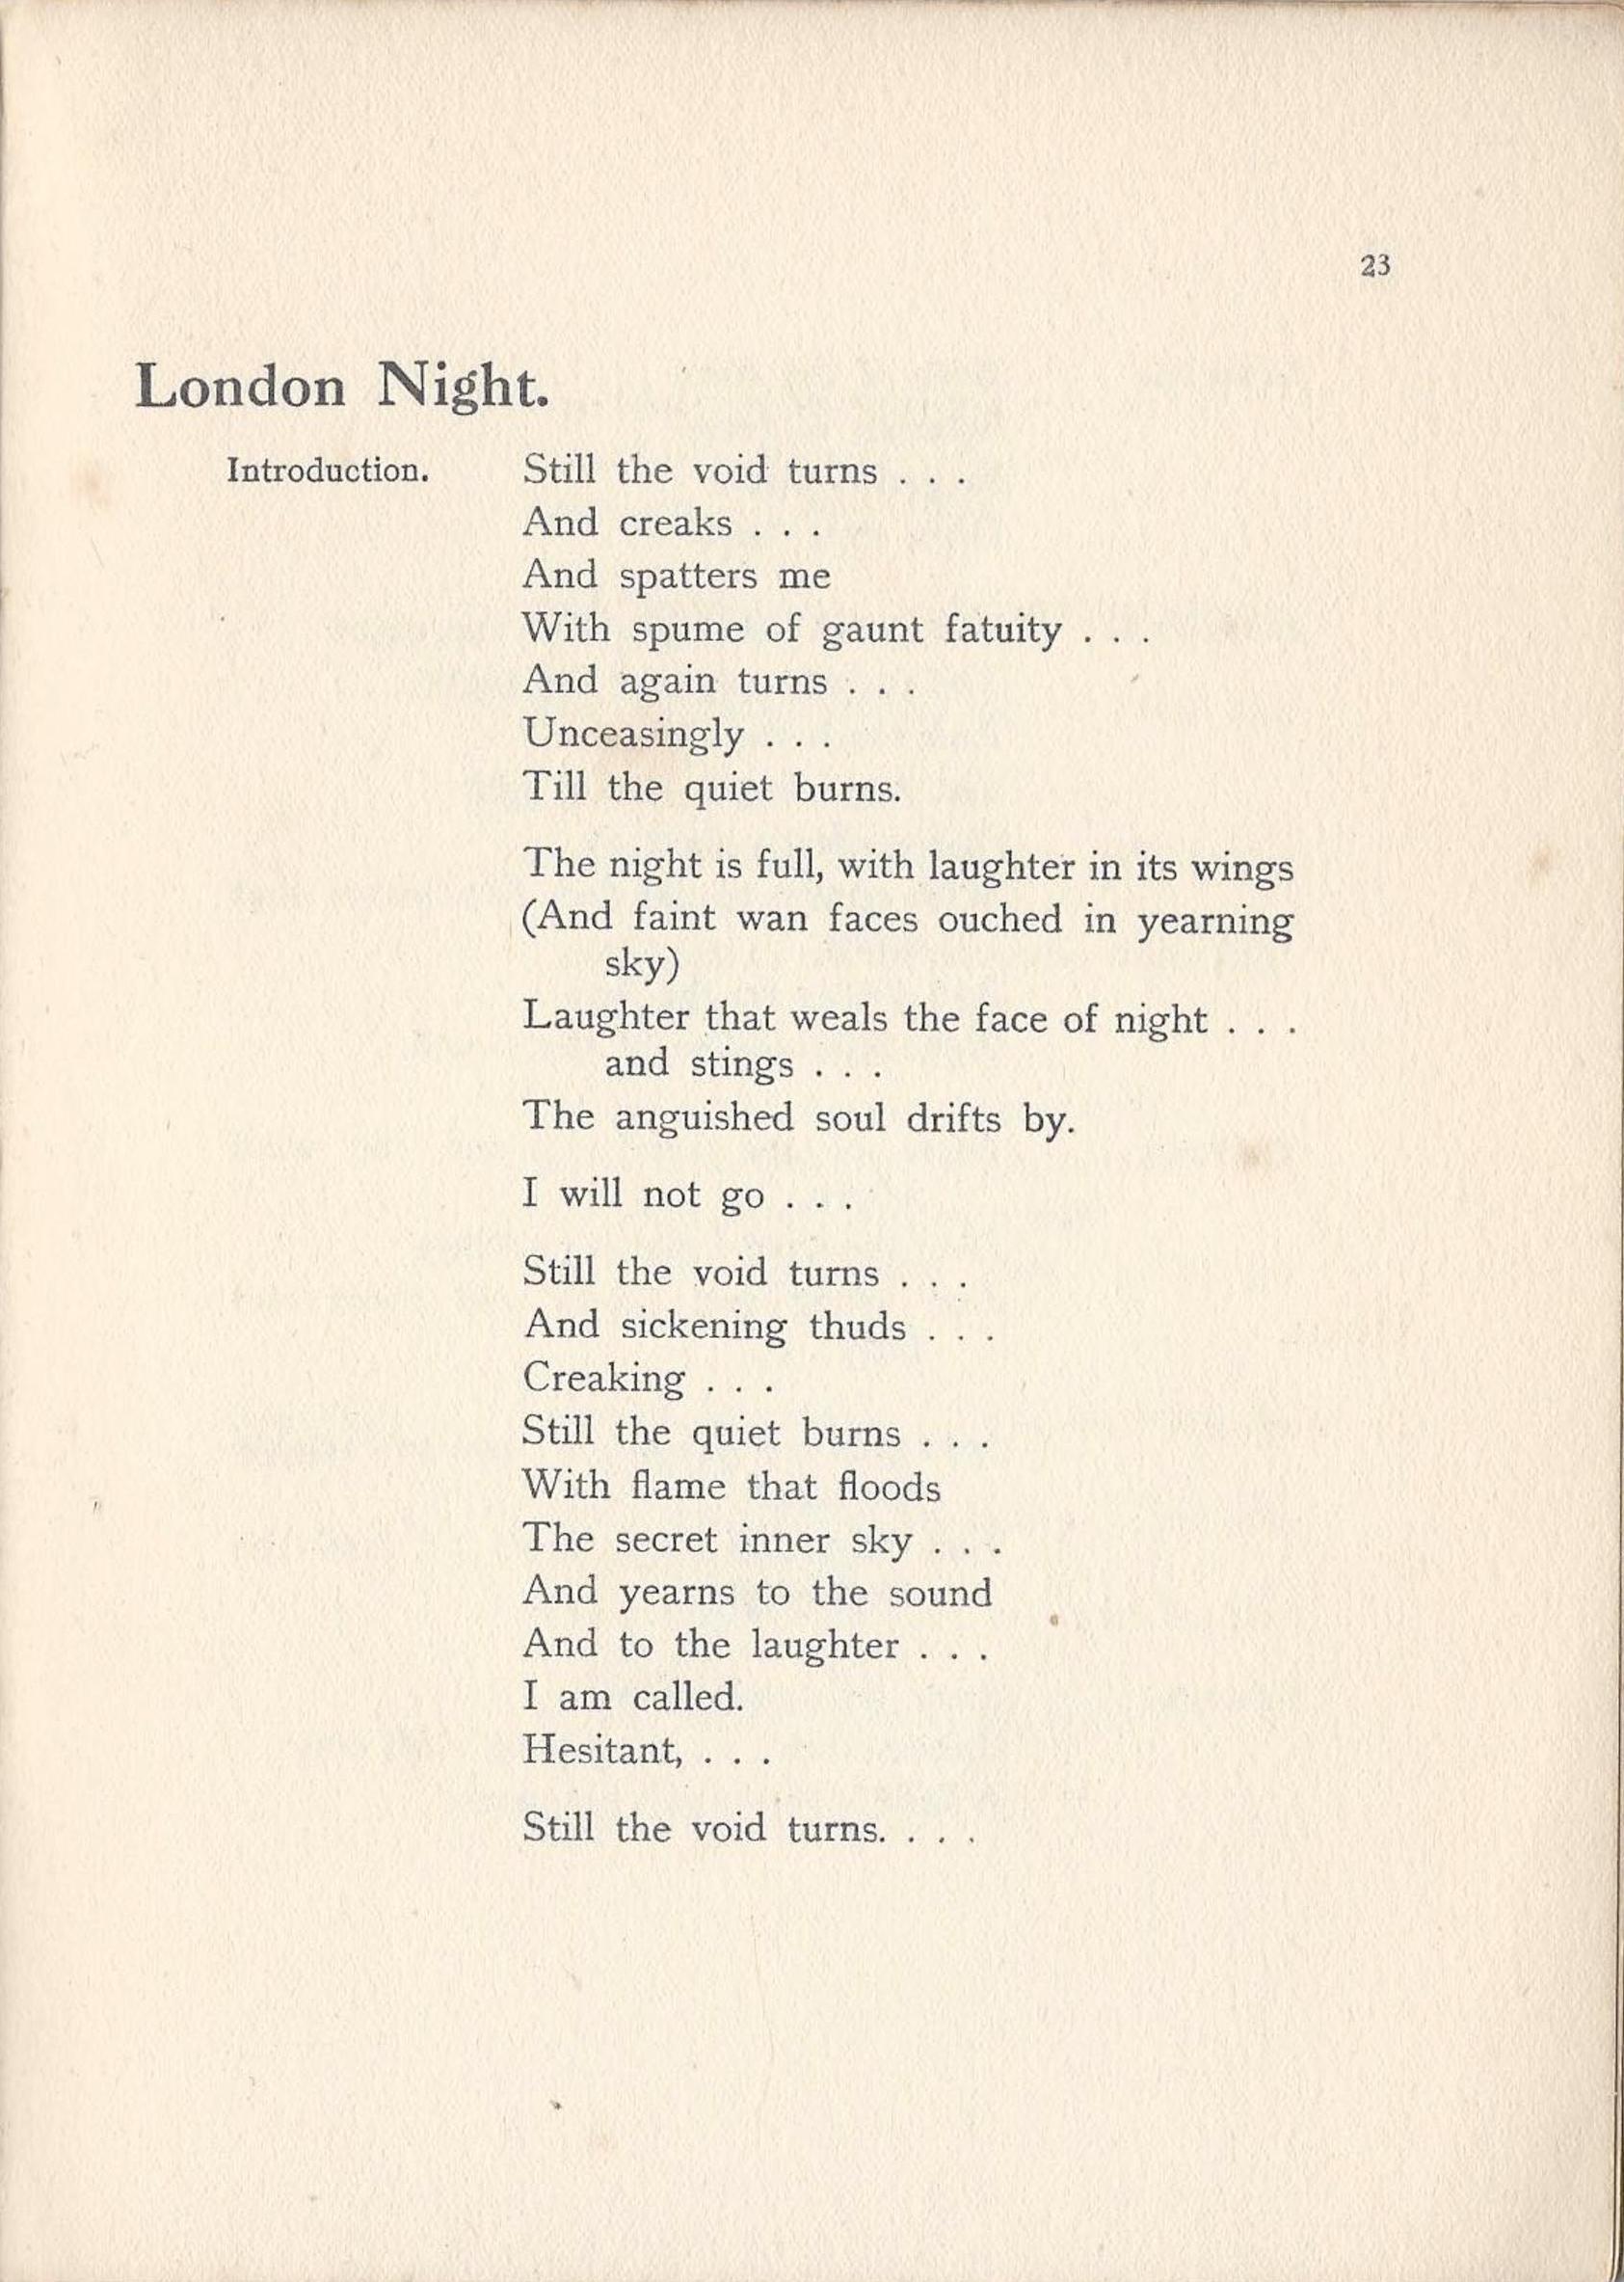 23
London Night.
Introduction.
Still the void turns . . .
And creaks . . .
And spatters me
With spume of gaunt fatuity . . .
And again turns . . .
Unceasingly . . .
Till the quiet burns.
The night is full, with laughter in its wings
(And faint wan faces ouched in yearning
sky)
Laughter that weals the face of night . . .
and stings . . .
The anguished soul drifts by.
I will not go . . .
Still the void turns . . .
And sickening thuds . . .
Creaking . . .
Still the quiet burns . . .
With flame that floods
The secret inner sky . . .
And yearns to the sound
And to the laughter . . .
I am called.
Hesitant, . . .
Still the void turns. . . .